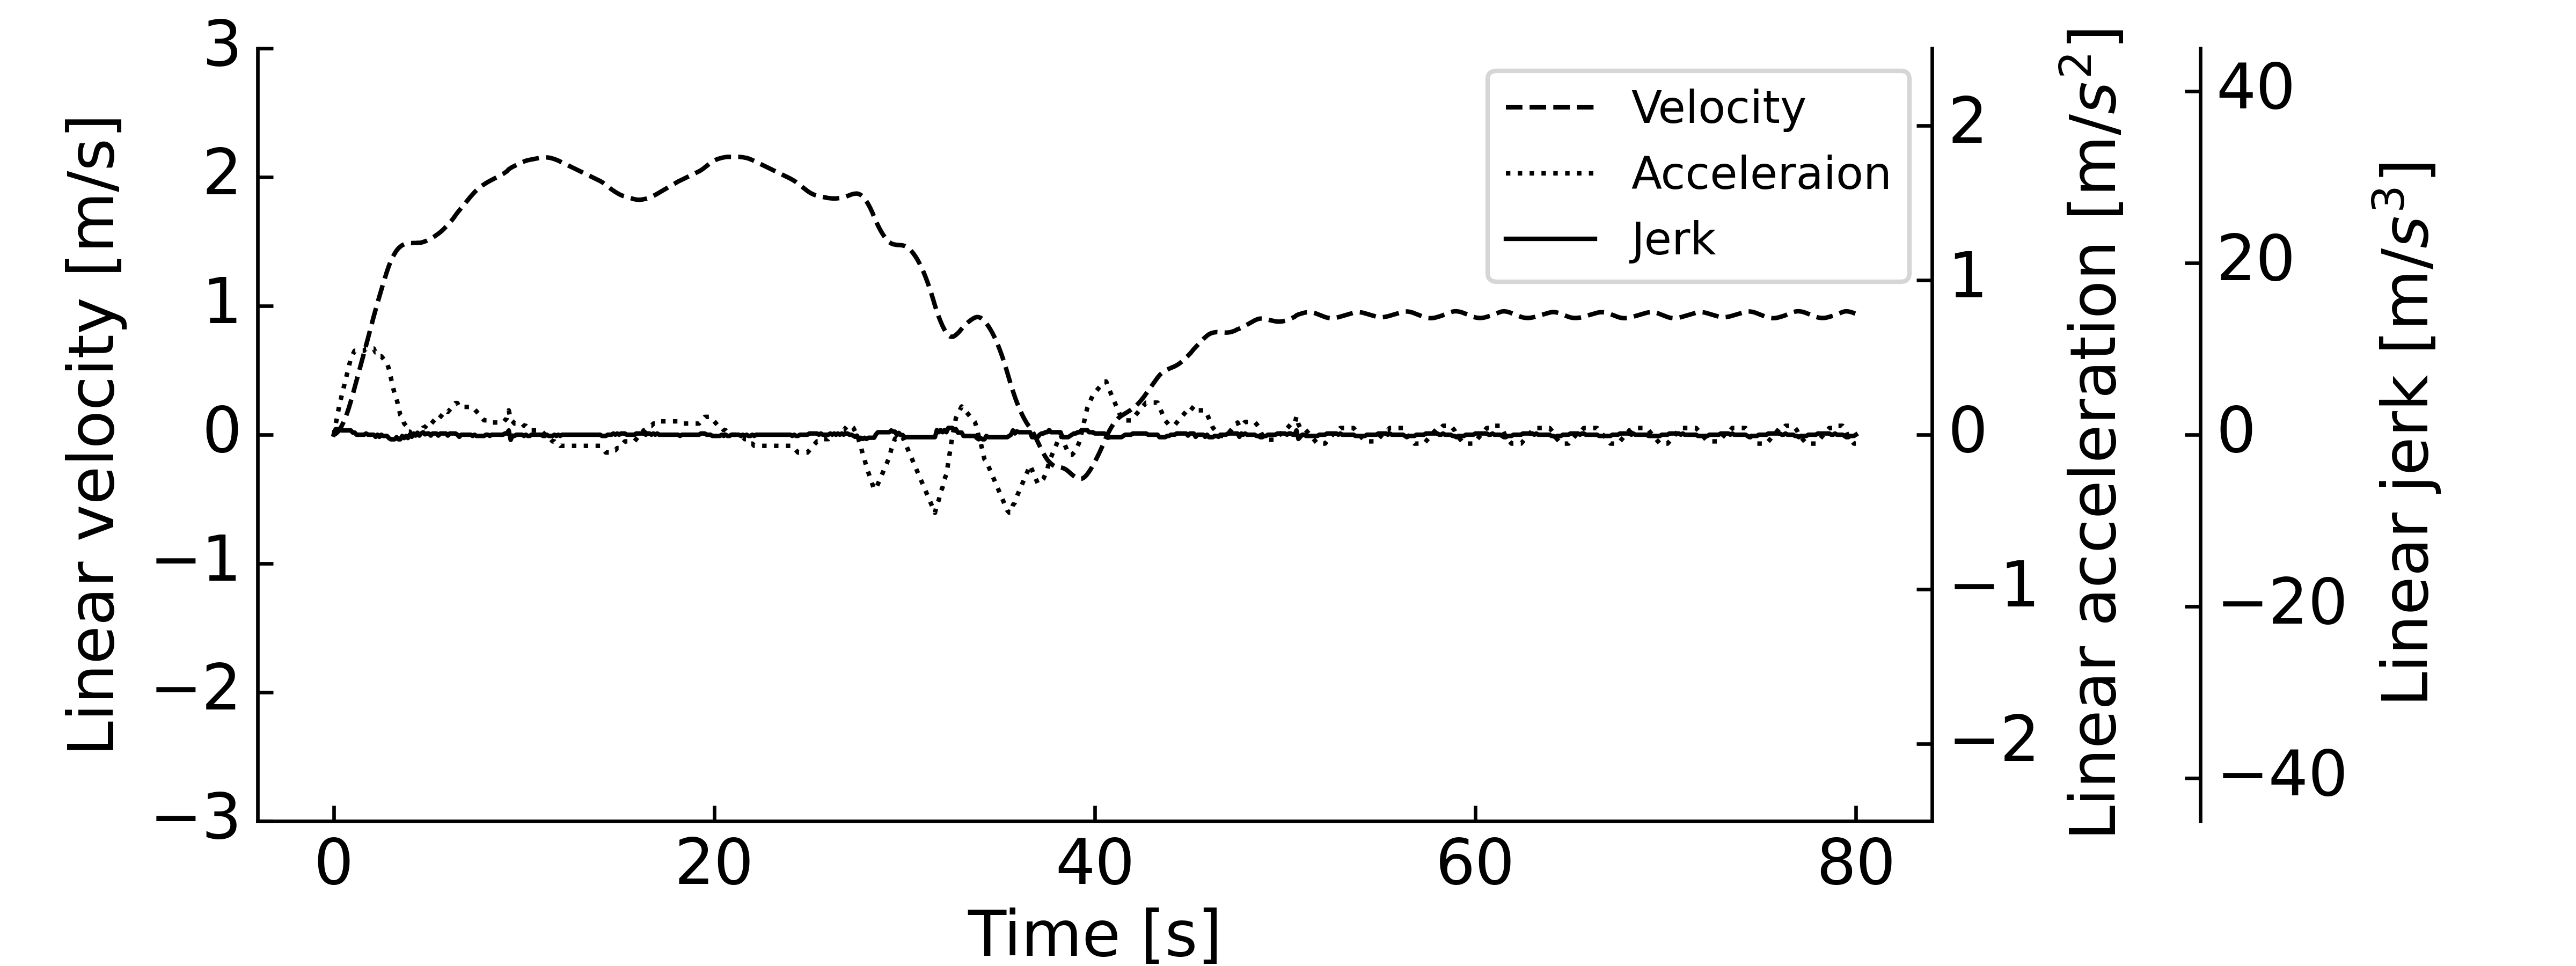 Linear velocity [m/s]
3
2
1
0
−1
−2
−3
0 20 40 60 80
Time [s]
Velocity
Acceleraion
Jerk
2
1
0
−1
−2
Linear acceleration [m/s²]
40
20
0
−20
−40
Linear jerk [m/s³]